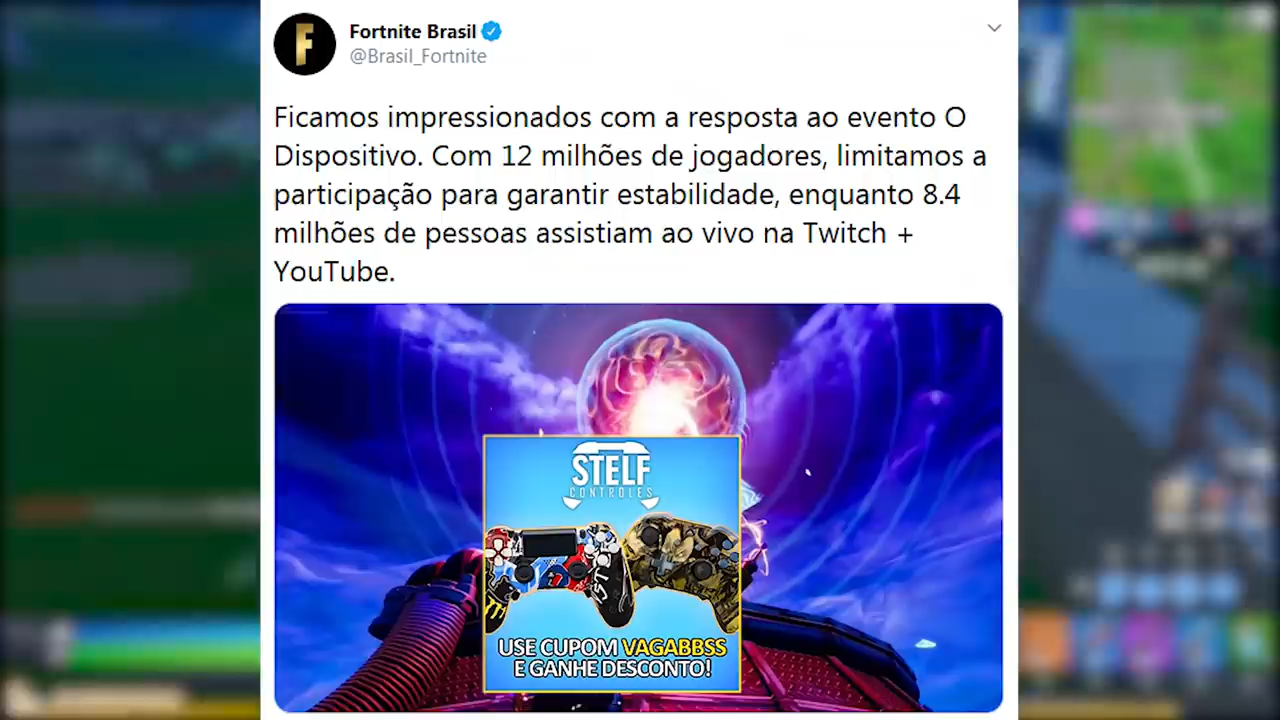 Fortnite Brasil
@Brasil_Fortnite
Ficamos impressionados com a resposta ao evento O
Dispositivo. Com 12 milhões de jogadores, limitamos a
participação para garantir estabilidade, enquanto 8.4
milhões de pessoas assistiam ao vivo na Twitch +
YouTube.
STELF
CONTROLES
USE CUPOM VAGABBSS
E GANHE DESCONTO!